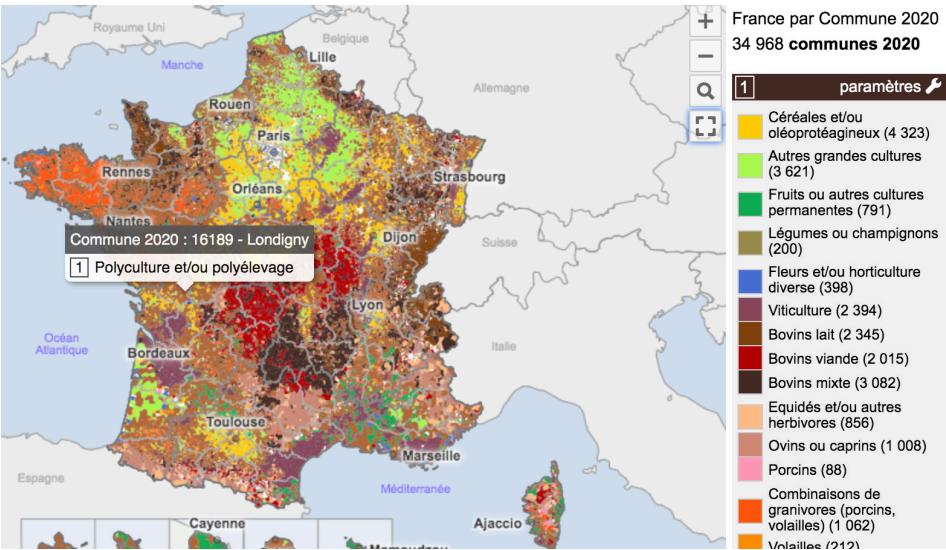 Royaume Uni
Belgique
Lille
Manche
Allemagne
Rouen
Paris
Rennes
Strasbourg
Orléans
Nantes
Commune 2020 : 16189 - Londigny
1 Polyculture et/ou polyélevage
Dijon
Suisse
Lyon
Océan
Atlantique
Italie
Bordeaux
Toulouse
Marseille
Espagne
Méditerranée
Cayenne
Ajaccio
Mamoudzou
+
−
France par Commune 2020
34 968 communes 2020
1 paramètres
Céréales et/ou
oléoprotéagineux (4 323)
Autres grandes cultures
(3 621)
Fruits ou autres cultures
permanentes (791)
Légumes ou champignons
(200)
Fleurs et/ou horticulture
diverse (398)
Viticulture (2 394)
Bovins lait (2 345)
Bovins viande (2 015)
Bovins mixte (3 082)
Equidés et/ou autres
herbivores (856)
Ovins ou caprins (1 008)
Porcins (88)
Combinaisons de
granivores (porcins,
volailles) (1 062)
Volailles (212)